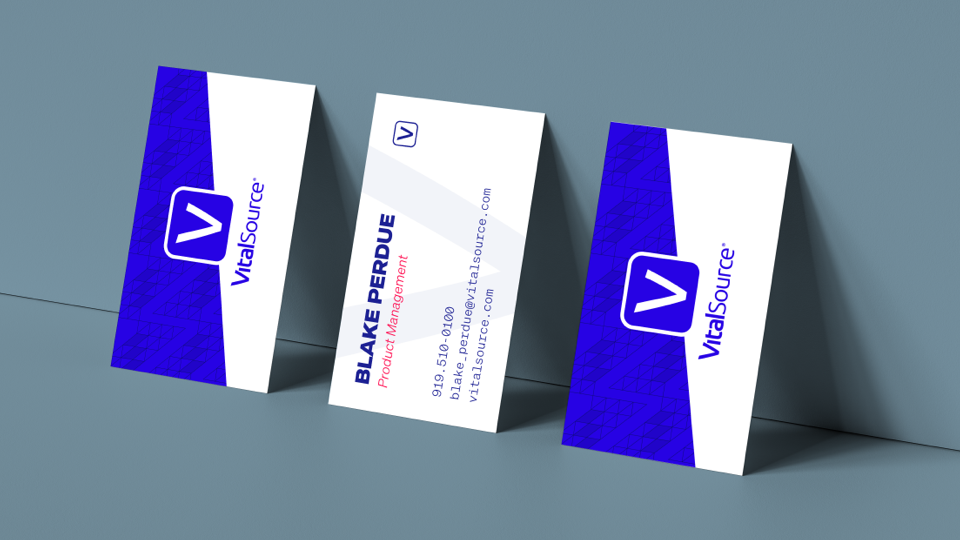 V
VitalSource®
V
BLAKE PERDUE
Product Management
919.510-0100
blake_perdue@vitalsource.com
vitalsource.com
V
VitalSource®